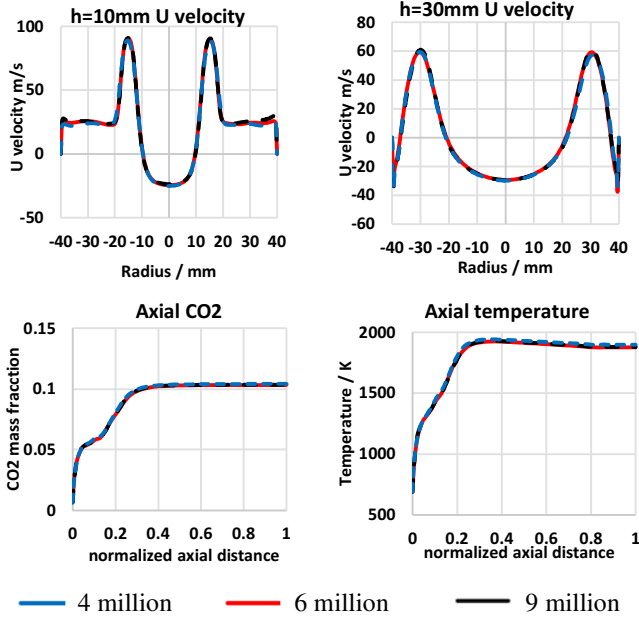 h=10mm U velocity
U velocity m/s
100
50
0
-50
-40 -30 -20 -10 0 10 20 30 40
Radius / mm
h=30mm U velocity
U velocity m/s
80
60
40
20
0
-20
-40
-60
-40 -30 -20 -10 0 10 20 30 40
Radius / mm
Axial CO2
CO2 mass fracction
0.15
0.1
0.05
0
0 0.2 0.4 0.6 0.8 1
normalized axial distance
Axial temperature
Temperature / K
2000
1500
1000
500
0 0.2 0.4 0.6 0.8 1
normalized axial distance
4 million 6 million 9 million